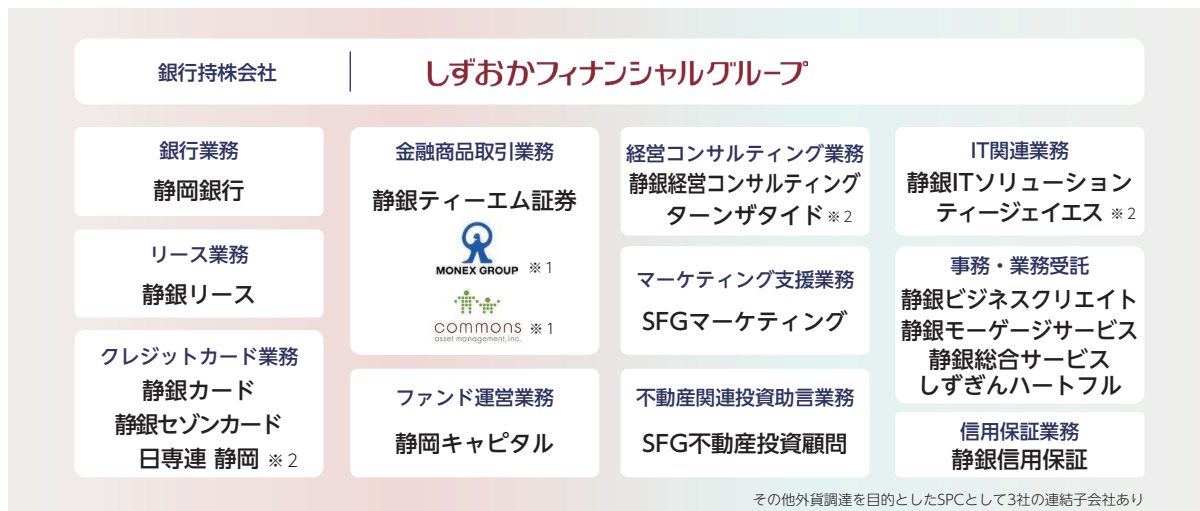 銀行持株会社
しずおかフィナンシャルグループ
銀行業務
静岡銀行
リース業務
静銀リース
クレジットカード業務
静銀カード
静銀セゾンカード
日専連 静岡 ※2
金融商品取引業務
静銀ティーエム証券
MONEX GROUP ※1
commons ※1
asset management, inc.
ファンド運営業務
静岡キャピタル
経営コンサルティング業務
静銀経営コンサルティング
ターンザタイド ※2
マーケティング支援業務
SFGマーケティング
不動産関連投資助言業務
SFG不動産投資顧問
IT関連業務
静銀ITソリューション
ティージェイエス ※2
事務・業務受託
静銀ビジネスクリエイト
静銀モーゲージサービス
静銀総合サービス
しずぎんハートフル
信用保証業務
静銀信用保証
その他外貨調達を目的としたSPCとして3社の連結子会社あり